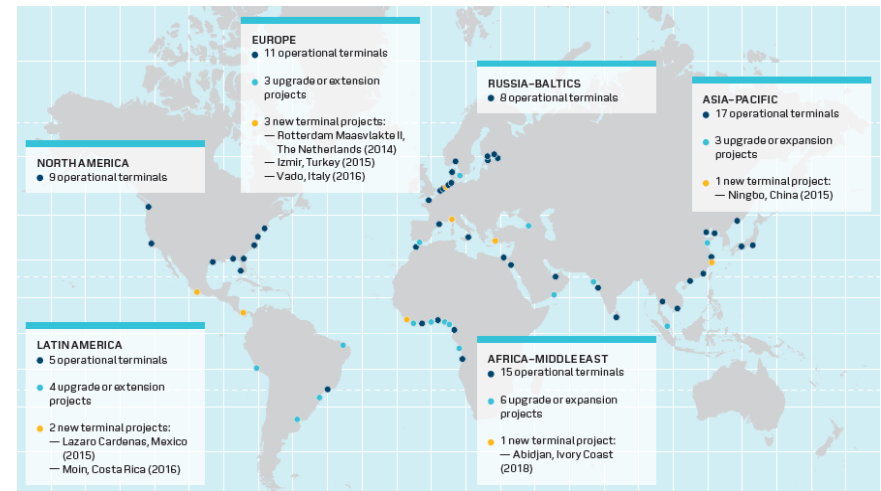 EUROPE
11 operational terminals
3 upgrade or extension
projects
3 new terminal projects:
— Rotterdam Maasvlakte II,
The Netherlands (2014)
— Izmir, Turkey (2015)
— Vado, Italy (2016)
RUSSIA–BALTICS
8 operational terminals
ASIA–PACIFIC
17 operational terminals
3 upgrade or expansion
projects
1 new terminal project:
— Ningbo, China (2015)
NORTH AMERICA
9 operational terminals
LATIN AMERICA
5 operational terminals
4 upgrade or extension
projects
2 new terminal projects:
— Lazaro Cardenas, Mexico
(2015)
— Moin, Costa Rica (2016)
AFRICA–MIDDLE EAST
15 operational terminals
6 upgrade or expansion
projects
1 new terminal project:
— Abidjan, Ivory Coast
(2018)